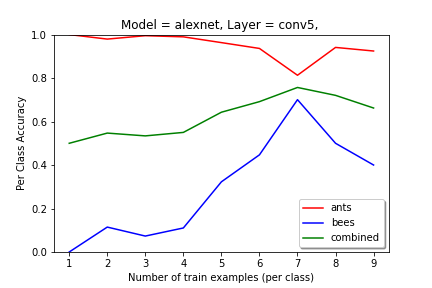 Model = alexnet, Layer = conv5,
Per Class Accuracy
1.0
0.8
0.6
0.4
0.2
0.0
ants
bees
combined
1 2 3 4 5 6 7 8 9
Number of train examples (per class)